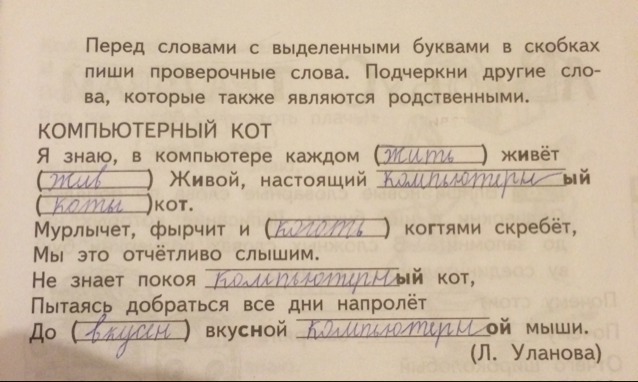 Перед словами с выделенными буквами в скобках
пиши проверочные слова. Подчеркни другие сло-
ва, которые также являются родственными.
КОМПЬЮТЕРНЫЙ КОТ
Я знаю, в компьютере каждом (жить) живёт
(жив) Живой, настоящий компьютерный
(коты)кот.
Мурлычет, фырчит и (коготь) когтями скребёт,
Мы это отчётливо слышим.
Не знает покоя компьютерный кот,
Пытаясь добраться все дни напролёт
До (вкусен) вкусной компьютерной мыши.
(Л. Уланова)